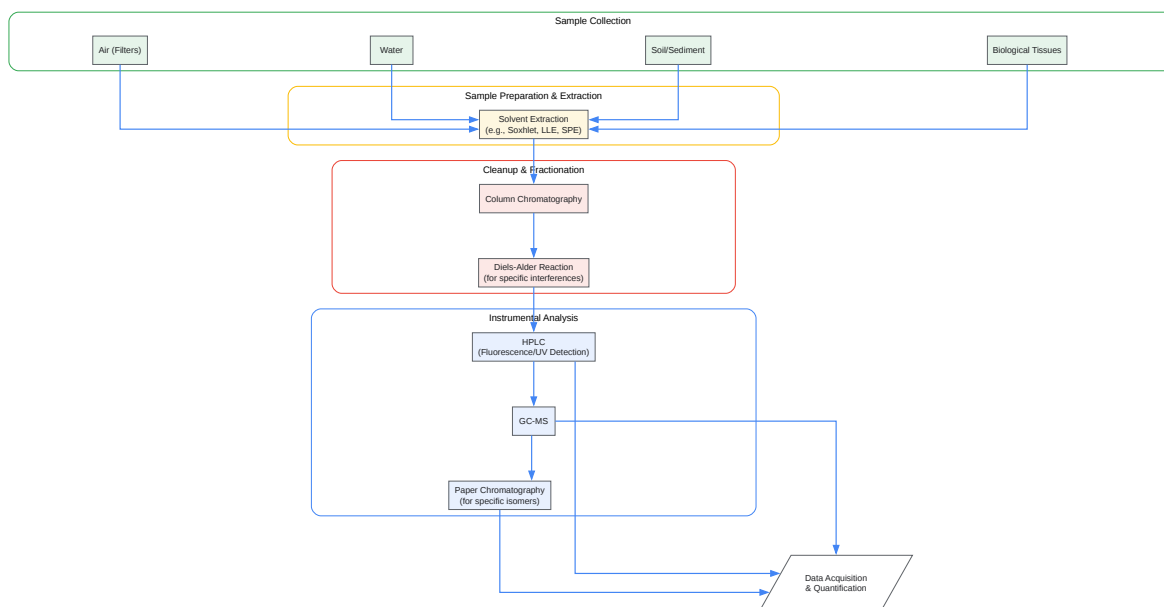 Sample Collection
Air (Filters)
Water
Soil/Sediment
Biological Tissues
Sample Preparation & Extraction
Solvent Extraction
(e.g., Soxhlet, LLE, SPE)
Cleanup & Fractionation
Column Chromatography
Diels-Alder Reaction
(for specific interferences)
Instrumental Analysis
HPLC
(Fluorescence/UV Detection)
GC-MS
Paper Chromatography
(for specific isomers)
Data Acquisition
& Quantification